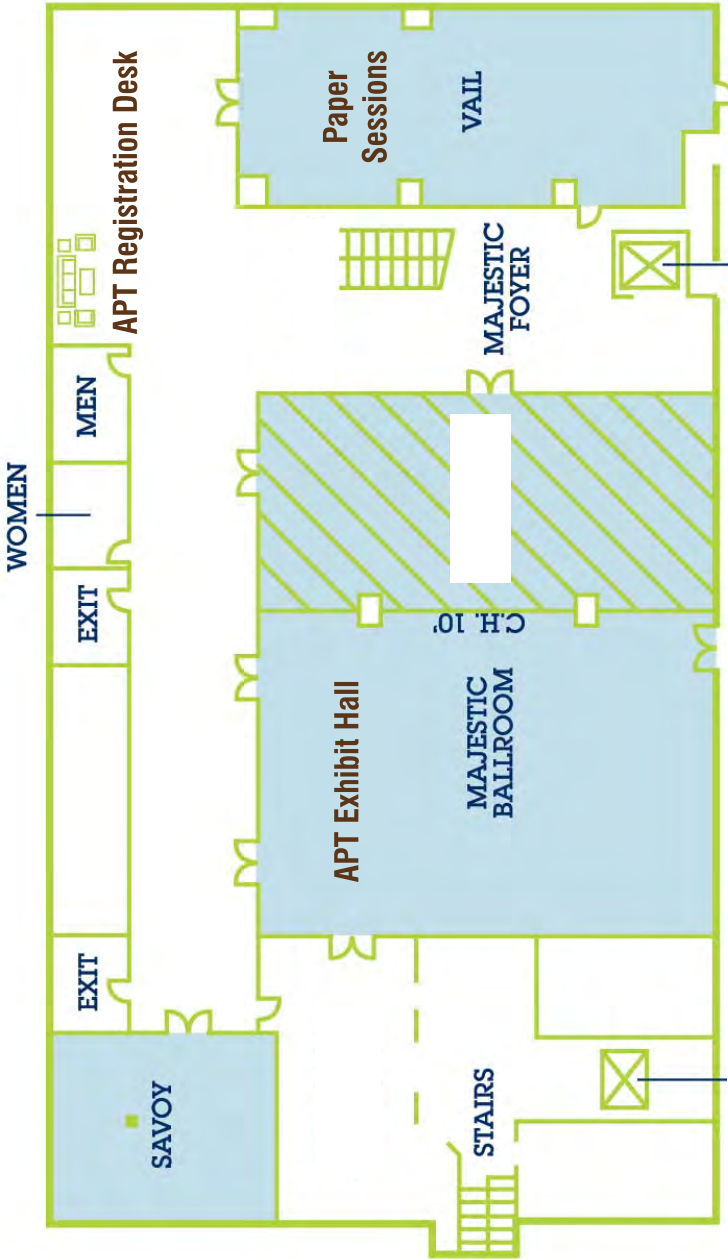 WOMEN
EXIT
EXIT
MEN
APT Registration Desk
SAVOY
APT Exhibit Hall
Paper
Sessions
MAJESTIC
BALLROOM
C.H. 10'
MAJESTIC
FOYER
VAIL
STAIRS